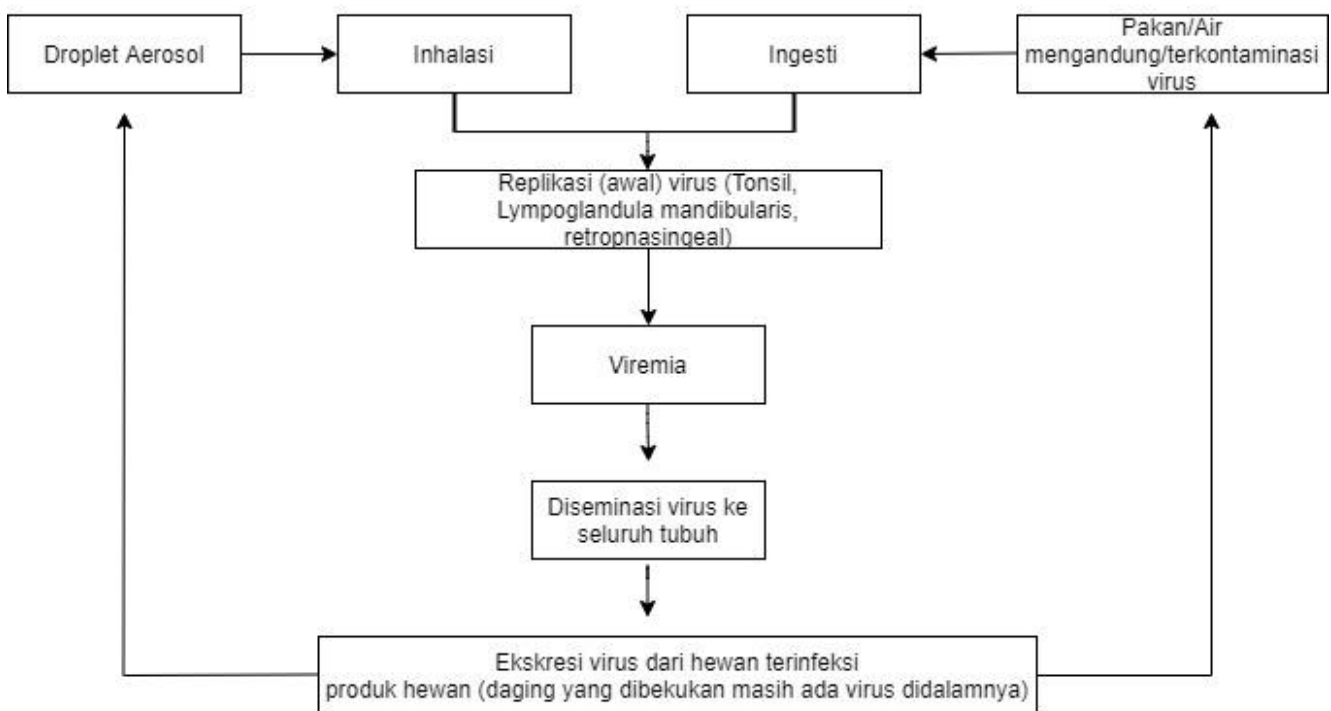 Droplet Aerosol
Inhalasi
Ingesti
Pakan/Air
mengandung/terkontaminasi
virus
Replikasi (awal) virus (Tonsil,
Lympoglandula mandibularis,
retropnasingeal)
Viremia
Diseminasi virus ke
seluruh tubuh
Ekskresi virus dari hewan terinfeksi
produk hewan (daging yang dibekukan masih ada virus didalamnya)